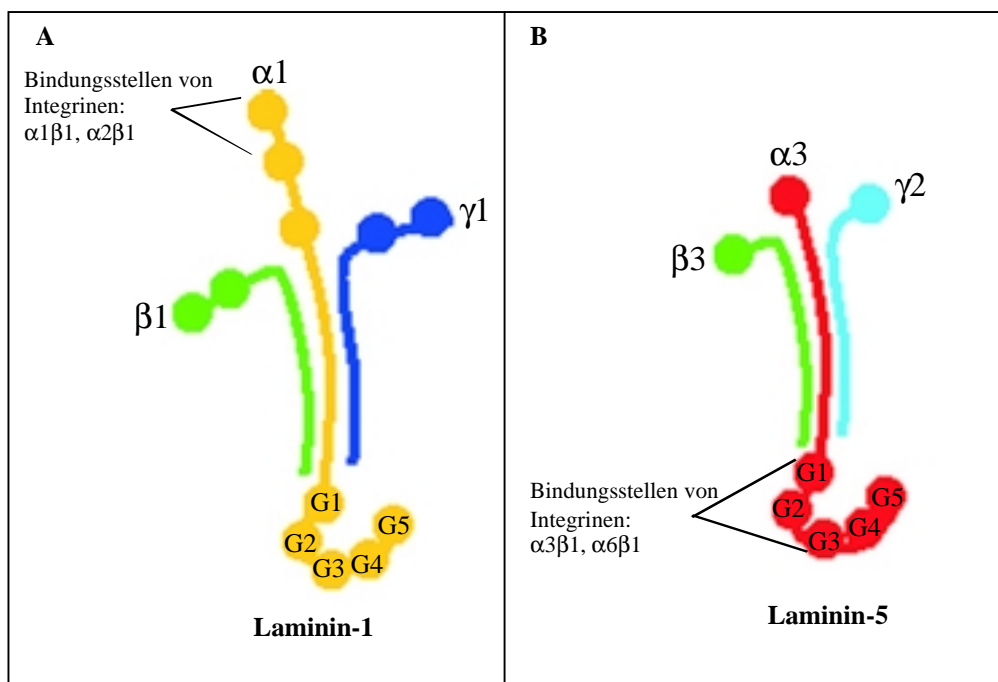 A
Bindungsstellen von
Integrinen:
α1β1, α2β1
α1
γ1
β1
G1
G2
G3
G4
G5
Laminin-1
B
α3
γ2
β3
Bindungsstellen von
Integrinen:
α3β1, α6β1
G1
G2
G3
G4
G5
Laminin-5